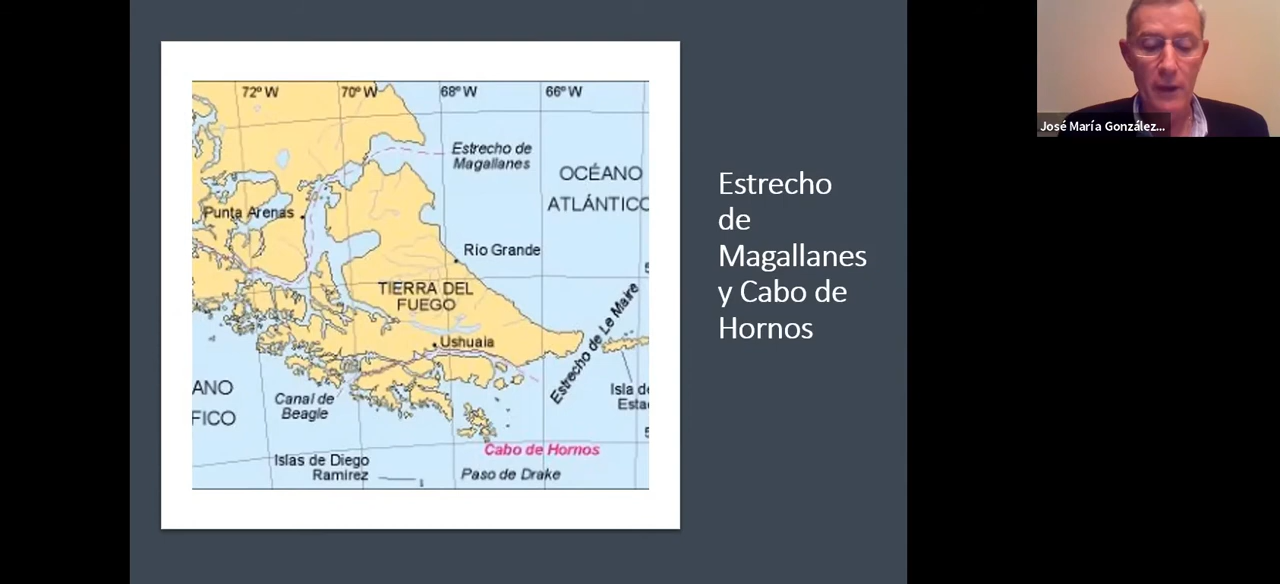 72º W
70º W
68º W
66º W
Estrecho de
Magallanes
OCÉANO
ATLÁNTICO
Punta Arenas
Río Grande
TIERRA DEL
FUEGO
Ushuaia
Estrecho de Le Maire
ANO
FICO
Canal de
Beagle
Isla de
Esta
Cabo de Hornos
Islas de Diego
Ramirez
Paso de Drake
Estrecho
de
Magallanes
y Cabo de
Hornos
José María González...